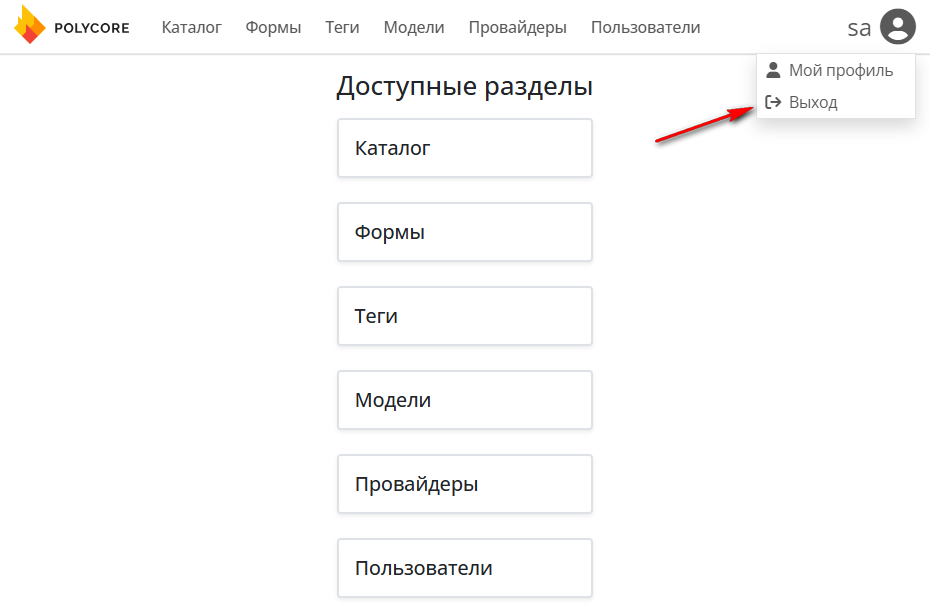 POLYCORE Каталог Формы Теги Модели Провайдеры Пользователи sa
Мой профиль
Выход
Доступные разделы
Каталог
Формы
Теги
Модели
Провайдеры
Пользователи